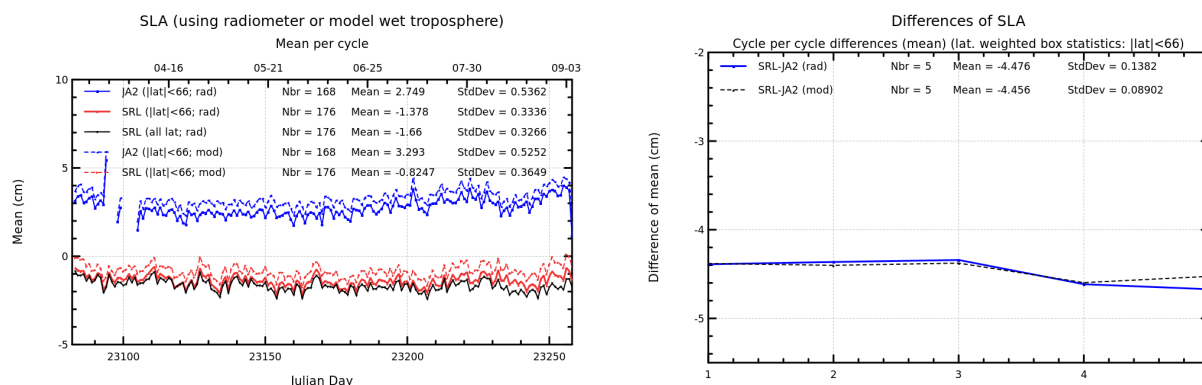 SLA (using radiometer or model wet troposphere)
Mean per cycle
04-16 05-21 06-25 07-30 09-03
10
JA2 (|lat|<66; rad) Nbr = 168 Mean = 2.749 StdDev = 0.5362
SRL (|lat|<66; rad) Nbr = 176 Mean = -1.378 StdDev = 0.3336
SRL (all lat; rad) Nbr = 176 Mean = -1.66 StdDev = 0.3266
JA2 (|lat|<66; mod) Nbr = 168 Mean = 3.293 StdDev = 0.5252
5
SRL (|lat|<66; mod) Nbr = 176 Mean = -0.8247 StdDev = 0.3649
Mean (cm)
0
-5
23100 23150 23200 23250
Julian Day
Differences of SLA
Cycle per cycle differences (mean) (lat. weighted box statistics: |lat|<66)
-2
SRL-JA2 (rad) Nbr = 5 Mean = -4.476 StdDev = 0.1382
SRL-JA2 (mod) Nbr = 5 Mean = -4.456 StdDev = 0.08902
-3
Difference of mean (cm)
-4
-5
1 2 3 4